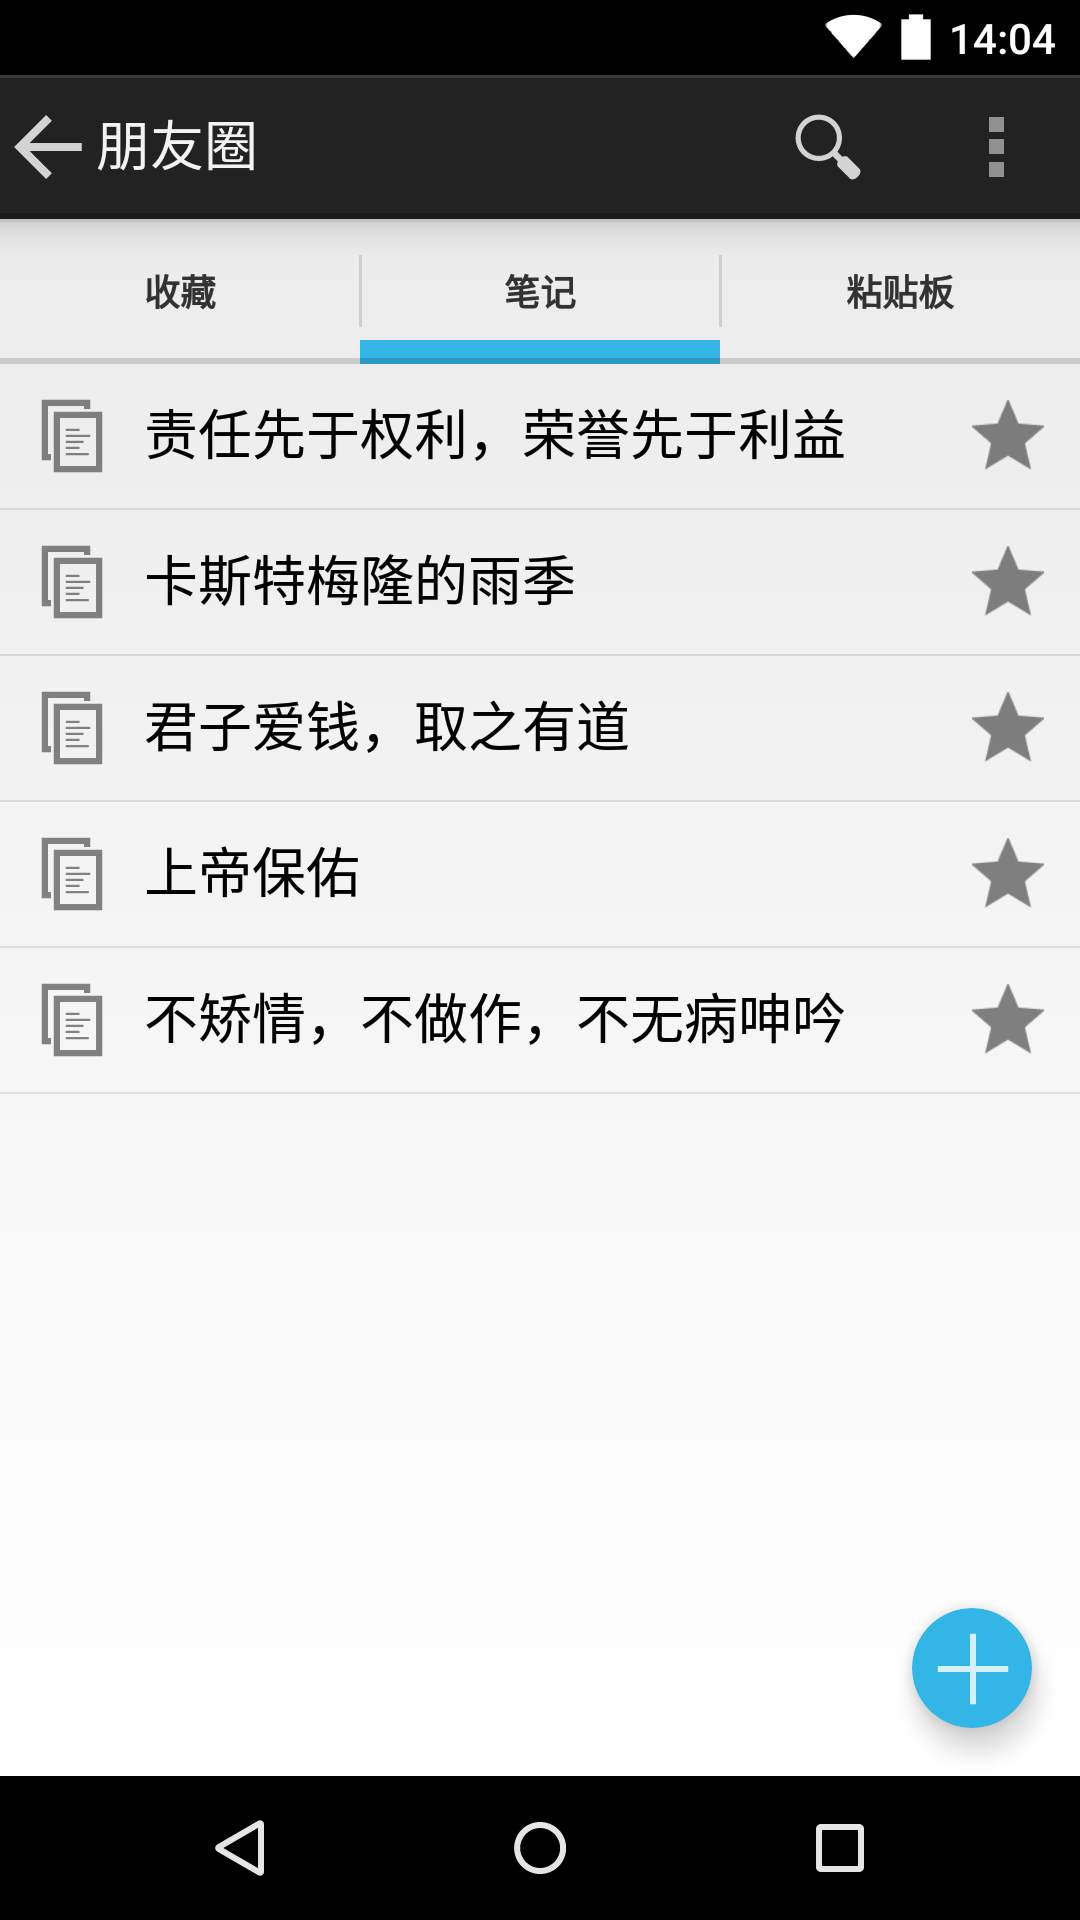 14:04
朋友圈
收藏 笔记 粘贴板
责任先于权利，荣誉先于利益
卡斯特梅隆的雨季
君子爱钱，取之有道
上帝保佑
不矫情，不做作，不无病呻吟